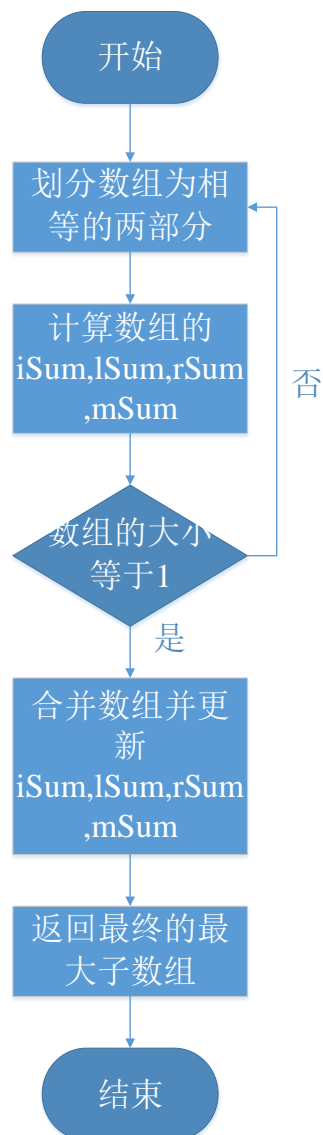 开始
划分数组为相
等的两部分
计算数组的
iSum,lSum,rSum
,mSum
否
数组的大小
等于1
是
合并数组并更
新
iSum,lSum,rSum
,mSum
返回最终的最
大子数组
结束